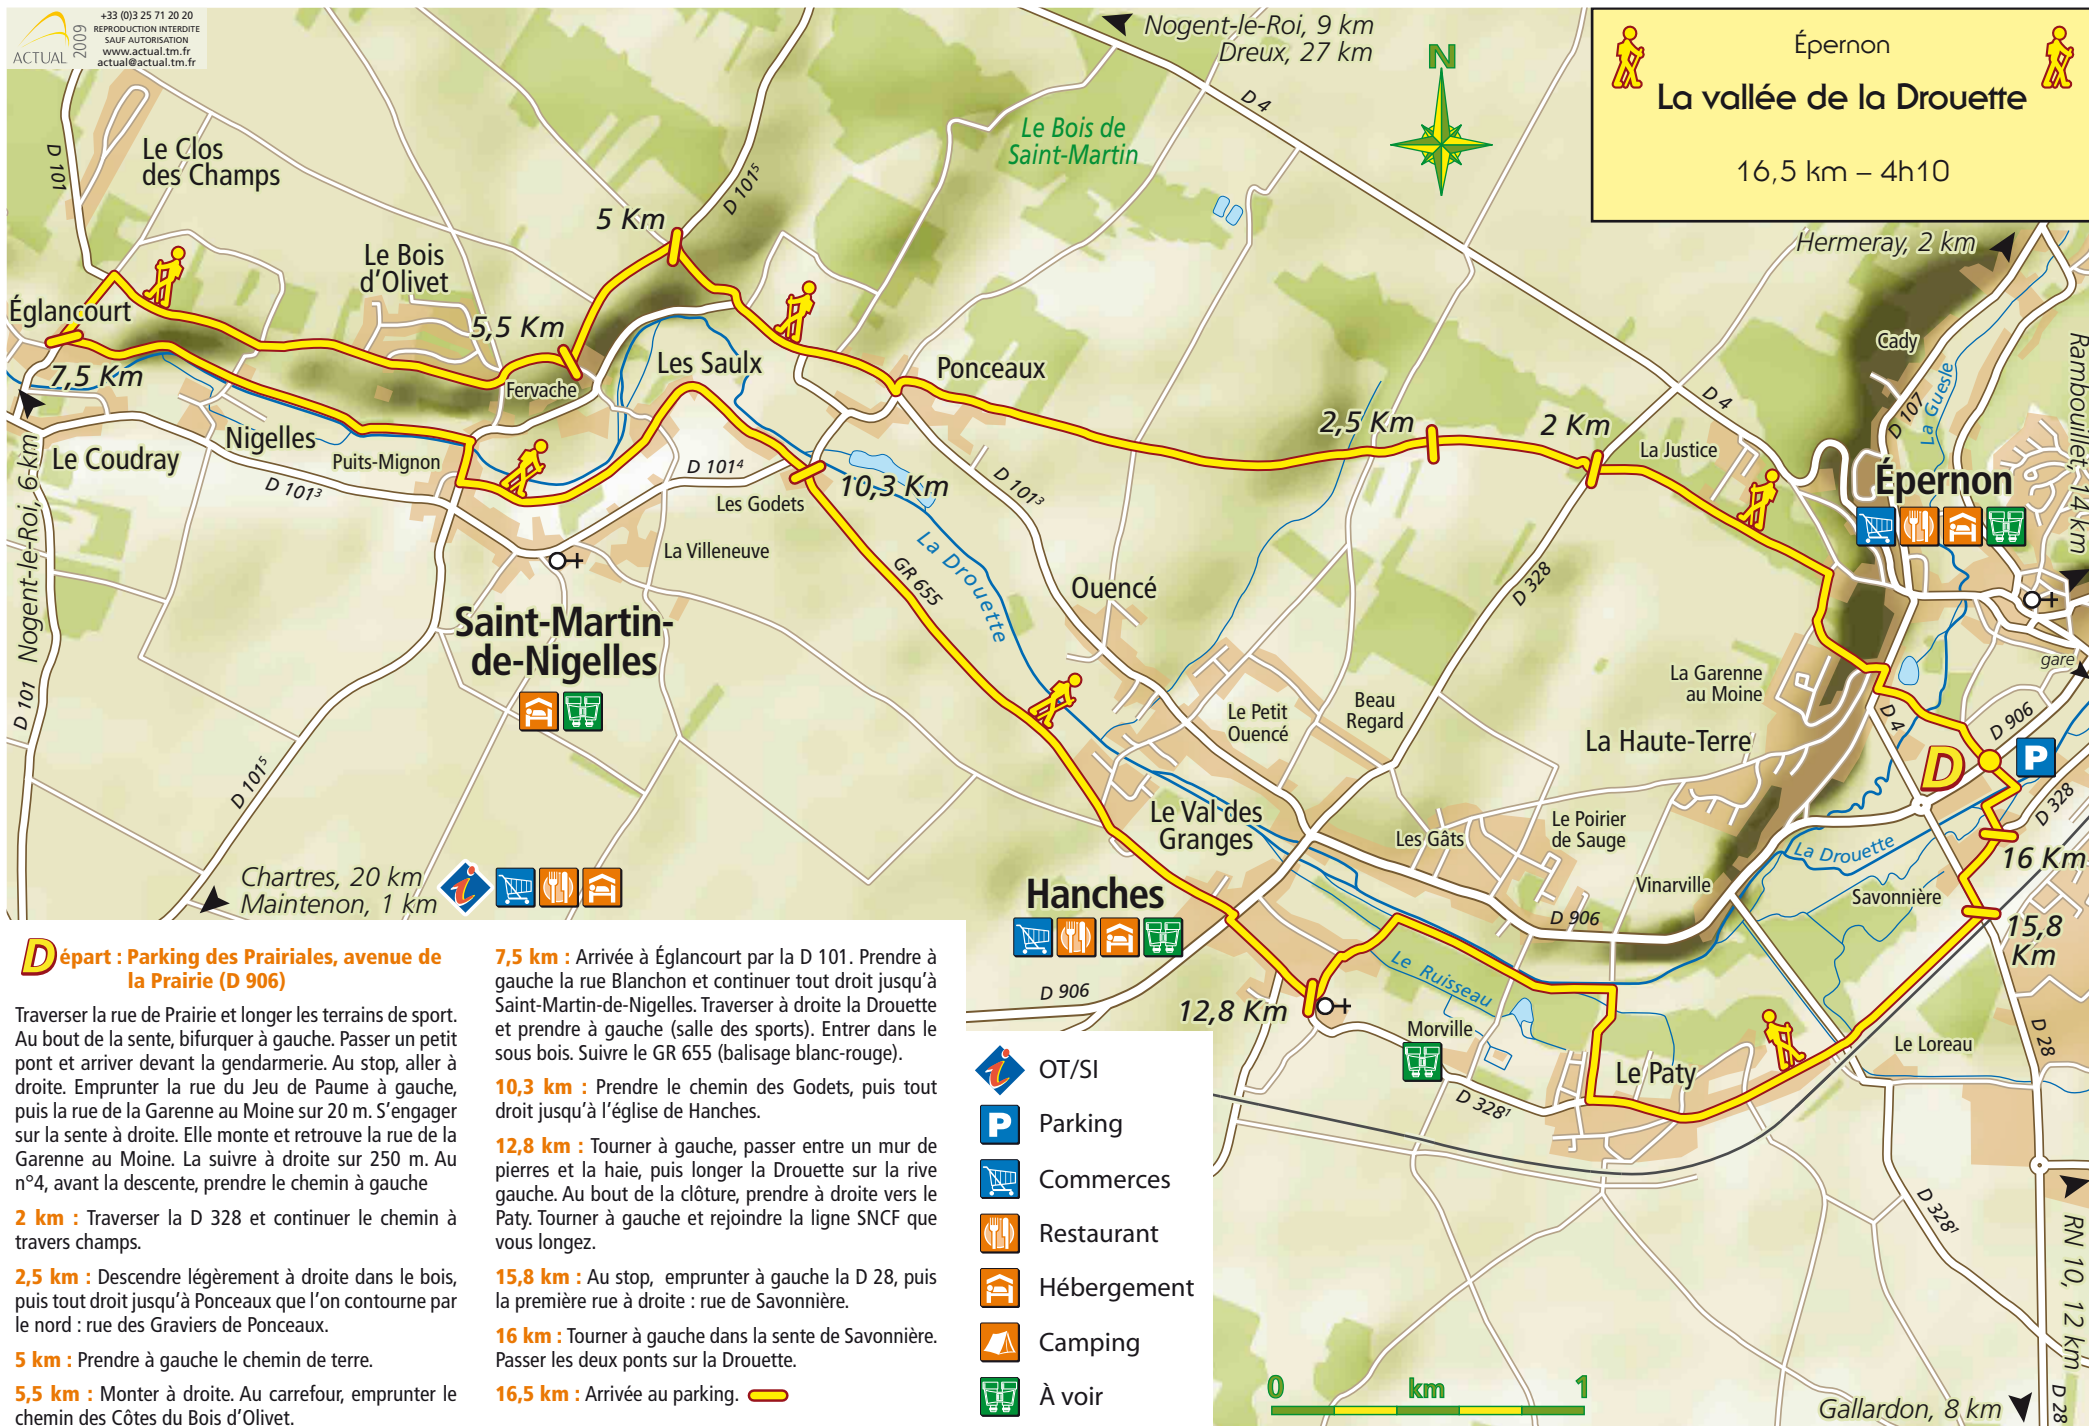 +33 (0)3 25 71 20 20
REPRODUCTION INTERDITE
SAUF AUTORISATION
www.actual.tm.fr
actual@actual.tm.fr
ACTUAL
2009
Épernon
La vallée de la Drouette
16,5 km – 4h10
Nogent-le-Roi, 9 km
Dreux, 27 km
N
D 4
Le Bois de
Saint-Martin
Hermeray, 2 km
D 101
Le Clos
des Champs
D 101⁵
5 Km
Le Bois
d'Olivet
Églancourt
5,5 Km
7,5 Km
Fervache
Les Saulx
Ponceaux
2,5 Km
2 Km
D 4
La Justice
Cady
D 107
La Guesle
Rambouillet, 14 km
Épernon
Le Coudray
Nigelles
Puits-Mignon
D 101³
D 101⁴
Les Godets
10,3 Km
D 101³
La Villeneuve
GR 655
La Drouette
Ouencé
D 328
Nogent-le-Roi, 6 km
D 101
Saint-Martin-
de-Nigelles
D 101⁵
Le Petit
Ouencé
Beau
Regard
La Garenne
au Moine
La Haute-Terre
gare
D 906
D 4
D
P
D 328
Le Val des
Granges
Les Gâts
Le Poirier
de Sauge
Vinarville
La Drouette
16 Km
Savonnière
15,8
Km
Chartres, 20 km
Maintenon, 1 km
i
Hanches
D 906
D 906
12,8 Km
Le Ruisseau
Morville
Le Paty
D 328¹
Le Loreau
D 28
D 328¹
RN 10, 12 km
D 28
Gallardon, 8 km
Départ : Parking des Prairiales, avenue de
la Prairie (D 906)
Traverser la rue de Prairie et longer les terrains de sport.
Au bout de la sente, bifurquer à gauche. Passer un petit
pont et arriver devant la gendarmerie. Au stop, aller à
droite. Emprunter la rue du Jeu de Paume à gauche,
puis la rue de la Garenne au Moine sur 20 m. S'engager
sur la sente à droite. Elle monte et retrouve la rue de la
Garenne au Moine. La suivre à droite sur 250 m. Au
n°4, avant la descente, prendre le chemin à gauche
2 km : Traverser la D 328 et continuer le chemin à
travers champs.
2,5 km : Descendre légèrement à droite dans le bois,
puis tout droit jusqu'à Ponceaux que l'on contourne par
le nord : rue des Graviers de Ponceaux.
5 km : Prendre à gauche le chemin de terre.
5,5 km : Monter à droite. Au carrefour, emprunter le
chemin des Côtes du Bois d'Olivet.
7,5 km : Arrivée à Églancourt par la D 101. Prendre à
gauche la rue Blanchon et continuer tout droit jusqu'à
Saint-Martin-de-Nigelles. Traverser à droite la Drouette
et prendre à gauche (salle des sports). Entrer dans le
sous bois. Suivre le GR 655 (balisage blanc-rouge).
10,3 km : Prendre le chemin des Godets, puis tout
droit jusqu'à l'église de Hanches.
12,8 km : Tourner à gauche, passer entre un mur de
pierres et la haie, puis longer la Drouette sur la rive
gauche. Au bout de la clôture, prendre à droite vers le
Paty. Tourner à gauche et rejoindre la ligne SNCF que
vous longez.
15,8 km : Au stop, emprunter à gauche la D 28, puis
la première rue à droite : rue de Savonnière.
16 km : Tourner à gauche dans la sente de Savonnière.
Passer les deux ponts sur la Drouette.
16,5 km : Arrivée au parking.
i OT/SI
P Parking
Commerces
Restaurant
Hébergement
Camping
À voir
0 km 1